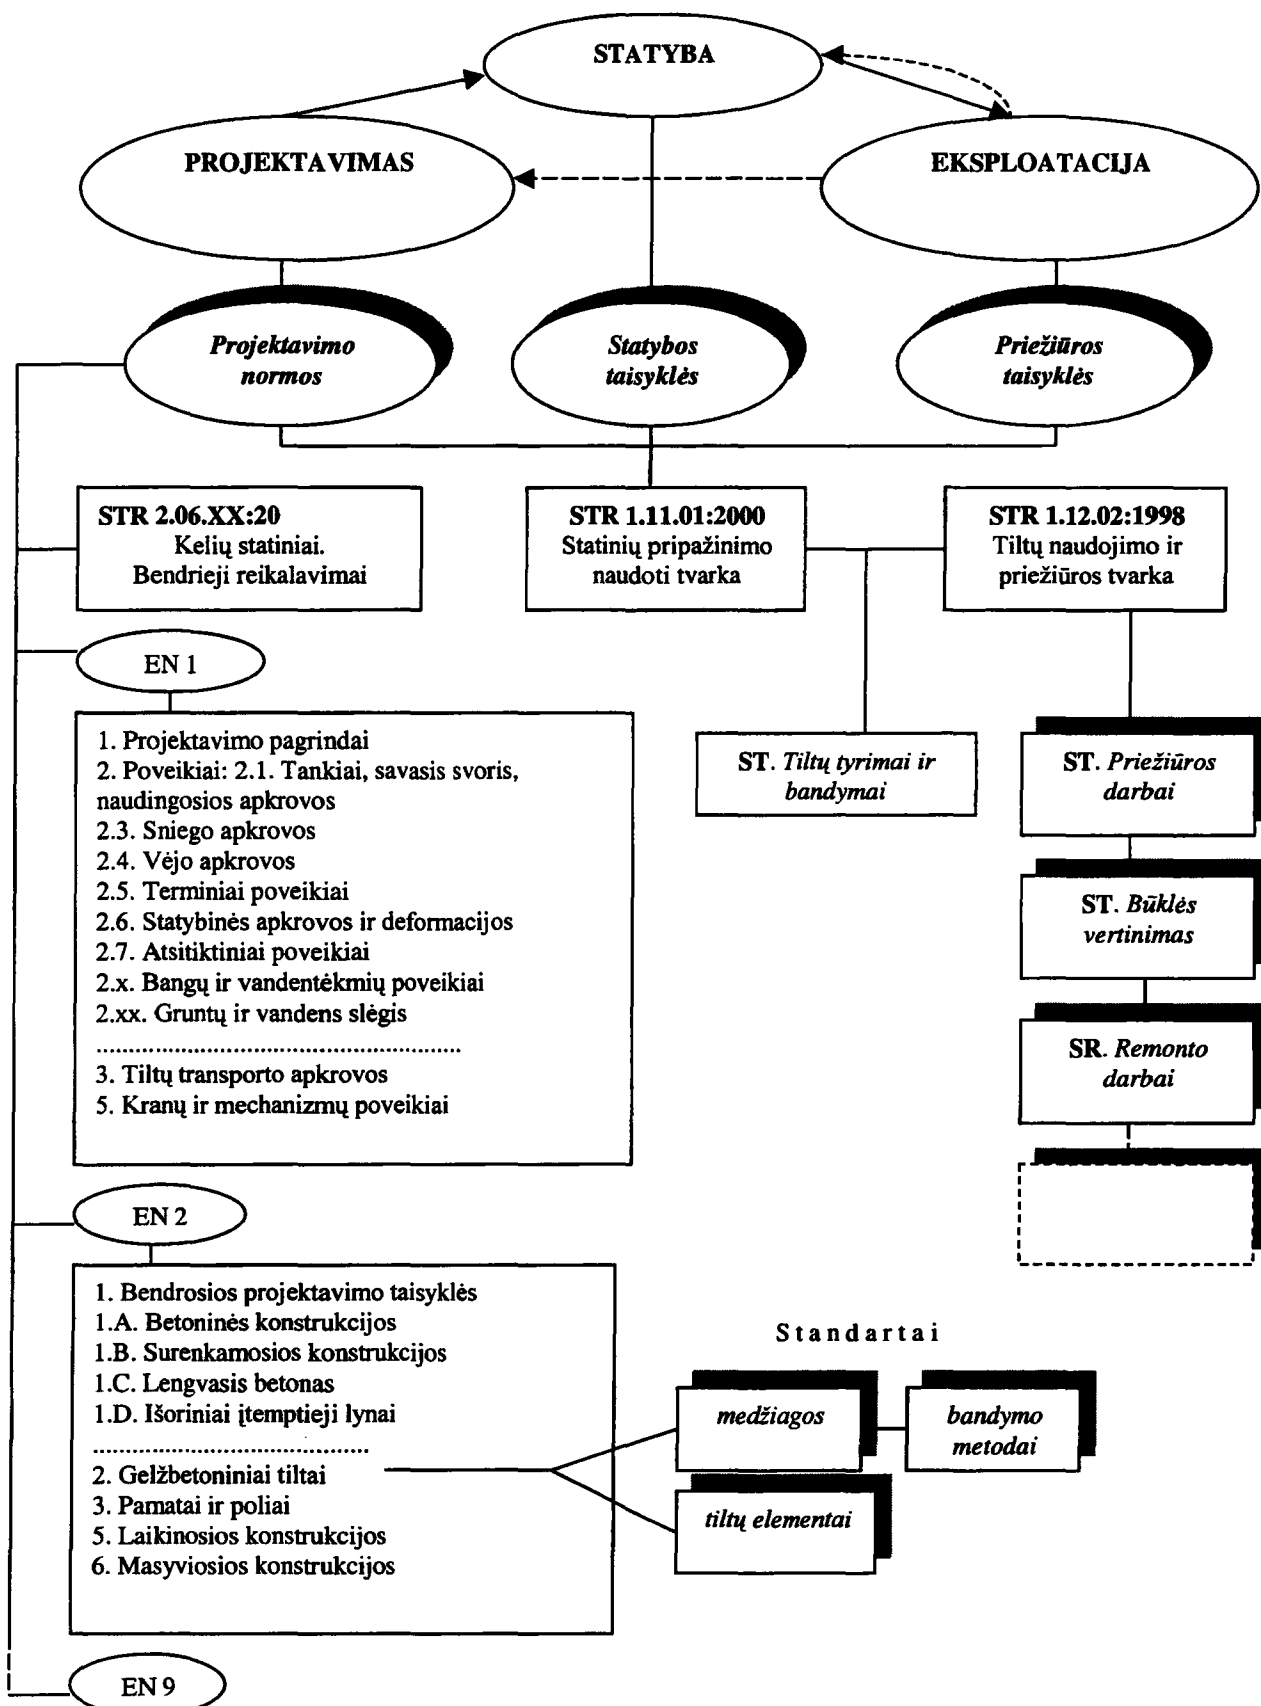 STATYBA
PROJEKTAVIMAS
EKSPLOATACIJA
Projektavimo
normos
Statybos
taisyklės
Priežiūros
taisyklės
STR 2.06.XX:20
Kelių statiniai.
Bendrieji reikalavimai
STR 1.11.01:2000
Statinių pripažinimo
naudoti tvarka
STR 1.12.02:1998
Tiltų naudojimo ir
priežiūros tvarka
EN 1
1. Projektavimo pagrindai
2. Poveikiai: 2.1. Tankiai, savasis svoris,
naudingosios apkrovos
2.3. Sniego apkrovos
2.4. Vėjo apkrovos
2.5. Terminiai poveikiai
2.6. Statybinės apkrovos ir deformacijos
2.7. Atsitiktiniai poveikiai
2.x. Bangų ir vandentėkmių poveikiai
2.xx. Gruntų ir vandens slėgis
3. Tiltų transporto apkrovos
5. Kranų ir mechanizmų poveikiai
ST. Tiltų tyrimai ir
bandymai
ST. Priežiūros
darbai
ST. Būklės
vertinimas
SR. Remonto
darbai
EN 2
1. Bendrosios projektavimo taisyklės
1.A. Betoninės konstrukcijos
1.B. Surenkamosios konstrukcijos
1.C. Lengvasis betonas
1.D. Išoriniai įtemptieji lynai
2. Gelžbetoniniai tiltai
3. Pamatai ir poliai
5. Laikinosios konstrukcijos
6. Masyviosios konstrukcijos
Standartai
medžiagos
bandymo
metodai
tiltų elementai
EN 9